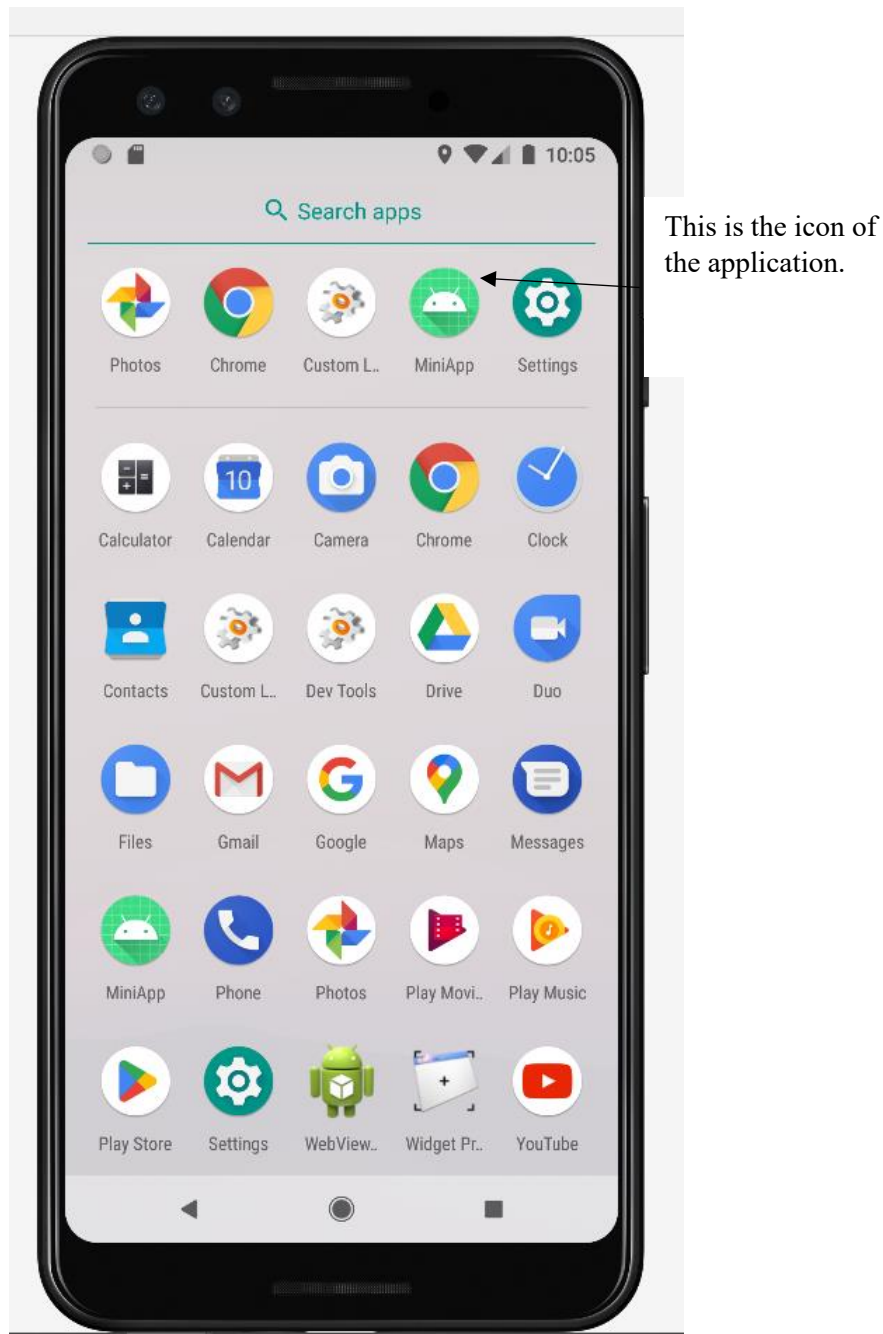 10:05
Search apps
This is the icon of
the application.
Photos Chrome Custom L.. MiniApp Settings
10
Calculator Calendar Camera Chrome Clock
Contacts Custom L.. Dev Tools Drive Duo
Files Gmail Google Maps Messages
MiniApp Phone Photos Play Movi.. Play Music
Play Store Settings WebView.. Widget Pr.. YouTube